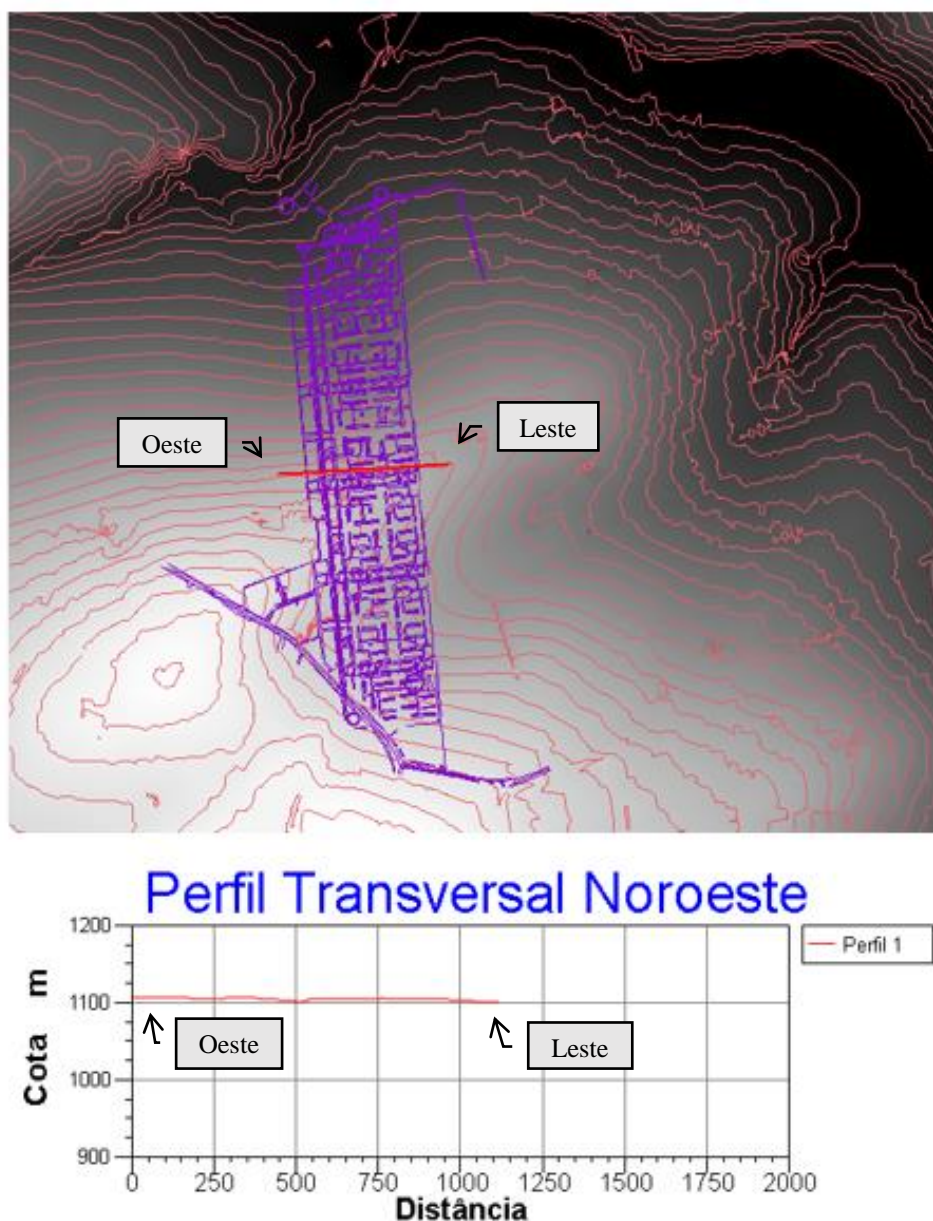 Oeste
Leste
Perfil Transversal Noroeste
1200
1100
1000
900
Cota m
Perfil 1
Oeste
Leste
0 250 500 750 1000 1250 1500 1750 2000
Distância